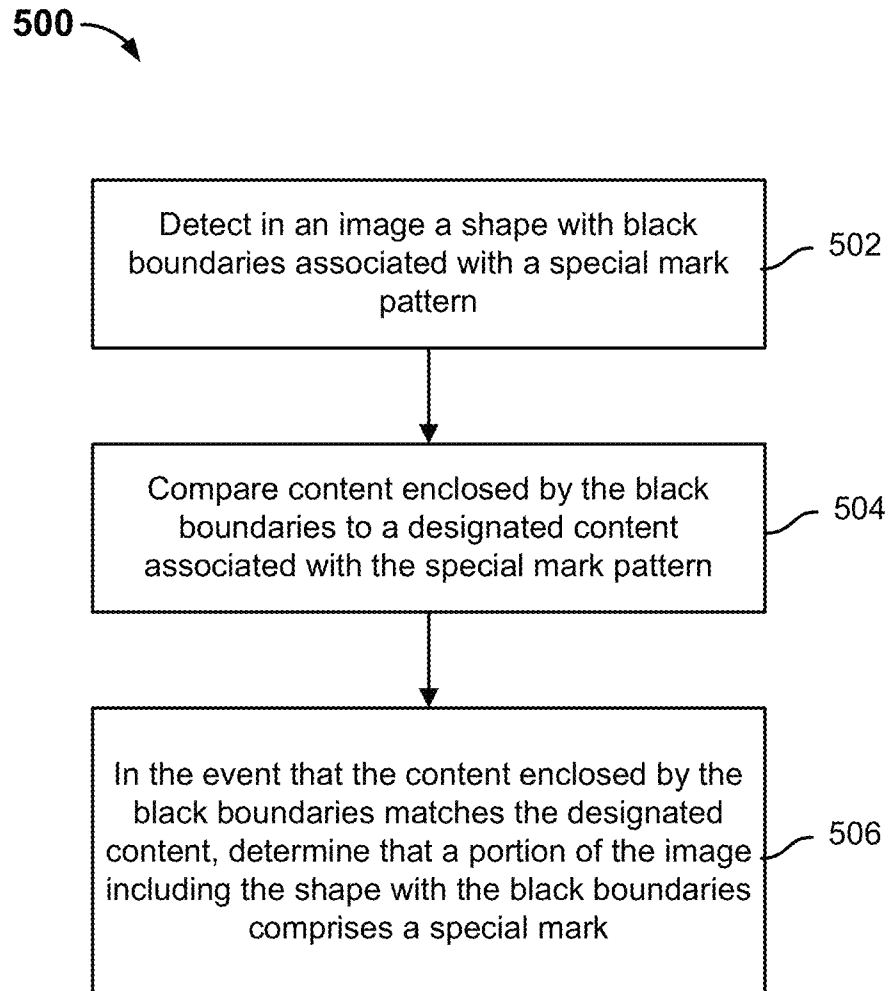 500
Detect in an image a shape with black
boundaries associated with a special mark
pattern
502
Compare content enclosed by the black
boundaries to a designated content
associated with the special mark pattern
504
In the event that the content enclosed by the
black boundaries matches the designated
content, determine that a portion of the image
including the shape with the black boundaries
comprises a special mark
506